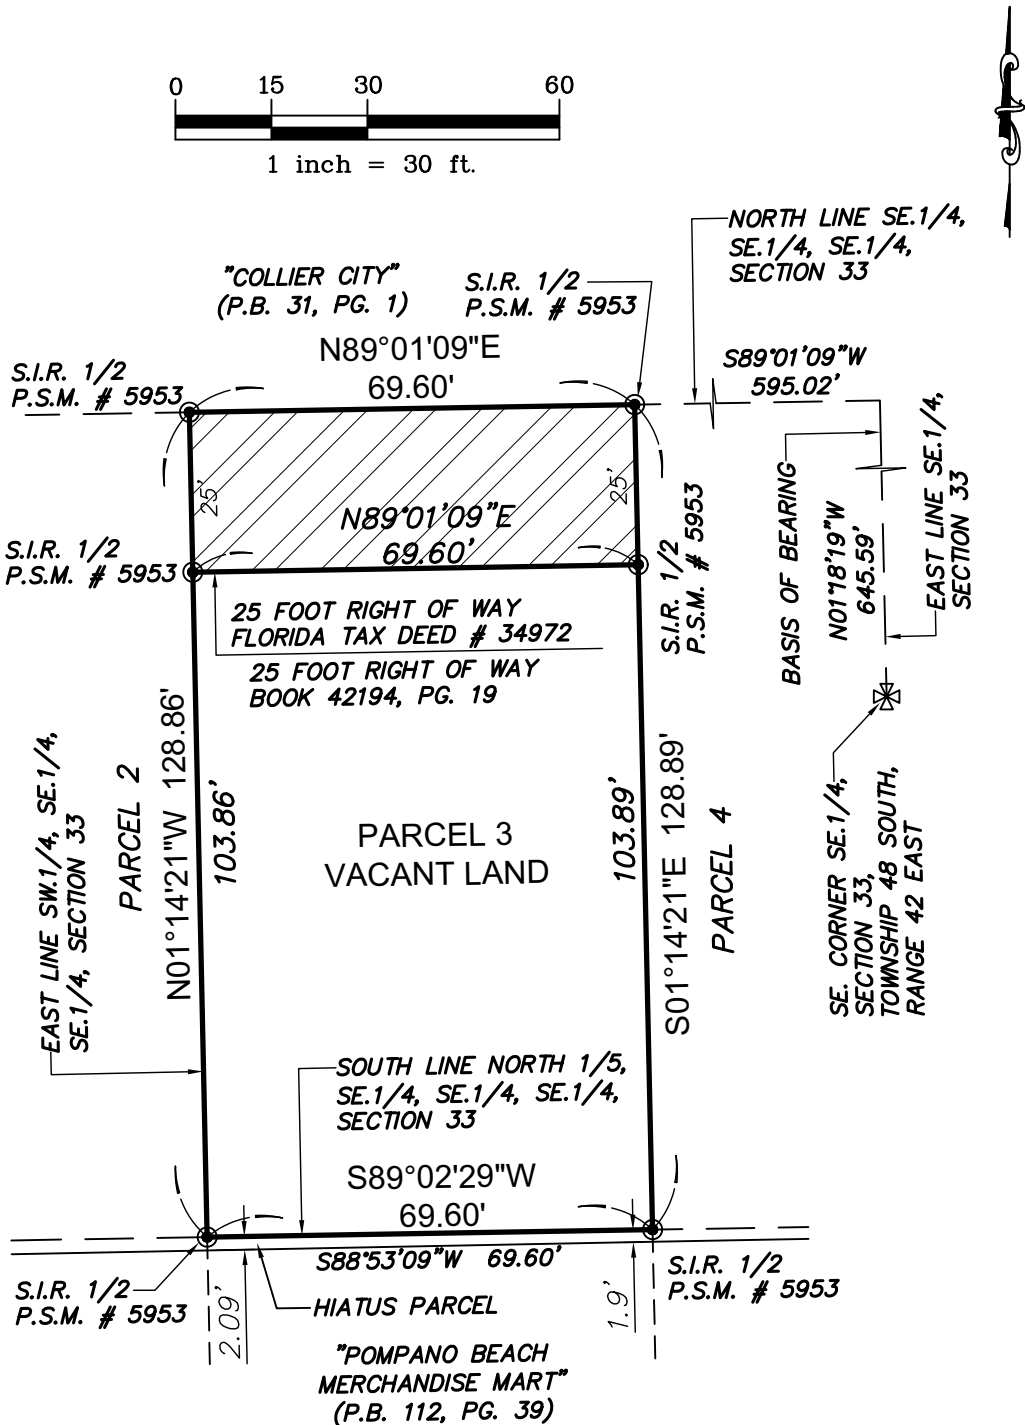 0 15 30 60
1 inch = 30 ft.
NORTH LINE SE.1/4,
SE.1/4, SE.1/4,
SECTION 33
"COLLIER CITY"
(P.B. 31, PG. 1)
S.I.R. 1/2
P.S.M. # 5953
N89°01'09"E
69.60'
S89°01'09"W
595.02'
S.I.R. 1/2
P.S.M. # 5953
25'
25'
N89°01'09"E
69.60'
S.I.R. 1/2
P.S.M. # 5953
S.I.R. 1/2
P.S.M. # 5953
BASIS OF BEARING
N01°18'19"W
645.59'
EAST LINE SE.1/4,
SECTION 33
25 FOOT RIGHT OF WAY
FLORIDA TAX DEED # 34972
25 FOOT RIGHT OF WAY
BOOK 42194, PG. 19
EAST LINE SW.1/4, SE.1/4,
SE.1/4, SECTION 33
PARCEL 2
N01°14'21"W 128.86'
103.86'
PARCEL 3
VACANT LAND
103.89'
S01°14'21"E 128.89'
PARCEL 4
SE. CORNER SE.1/4,
SECTION 33,
TOWNSHIP 48 SOUTH,
RANGE 42 EAST
SOUTH LINE NORTH 1/5,
SE.1/4, SE.1/4, SE.1/4,
SECTION 33
S89°02'29"W
69.60'
S88°53'09"W 69.60'
S.I.R. 1/2
P.S.M. # 5953
2.09'
HIATUS PARCEL
1.9'
S.I.R. 1/2
P.S.M. # 5953
"POMPANO BEACH
MERCHANDISE MART"
(P.B. 112, PG. 39)